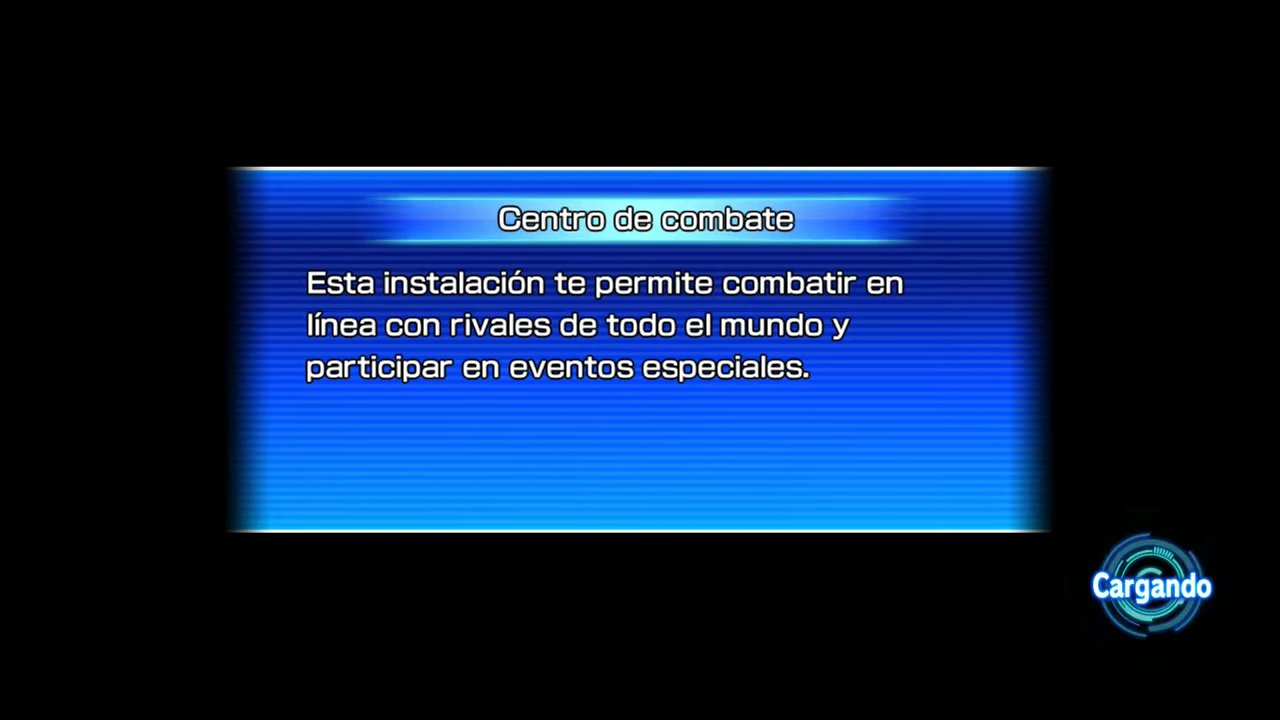 Centro de combate
Esta instalación te permite combatir en
línea con rivales de todo el mundo y
participar en eventos especiales.
Cargando